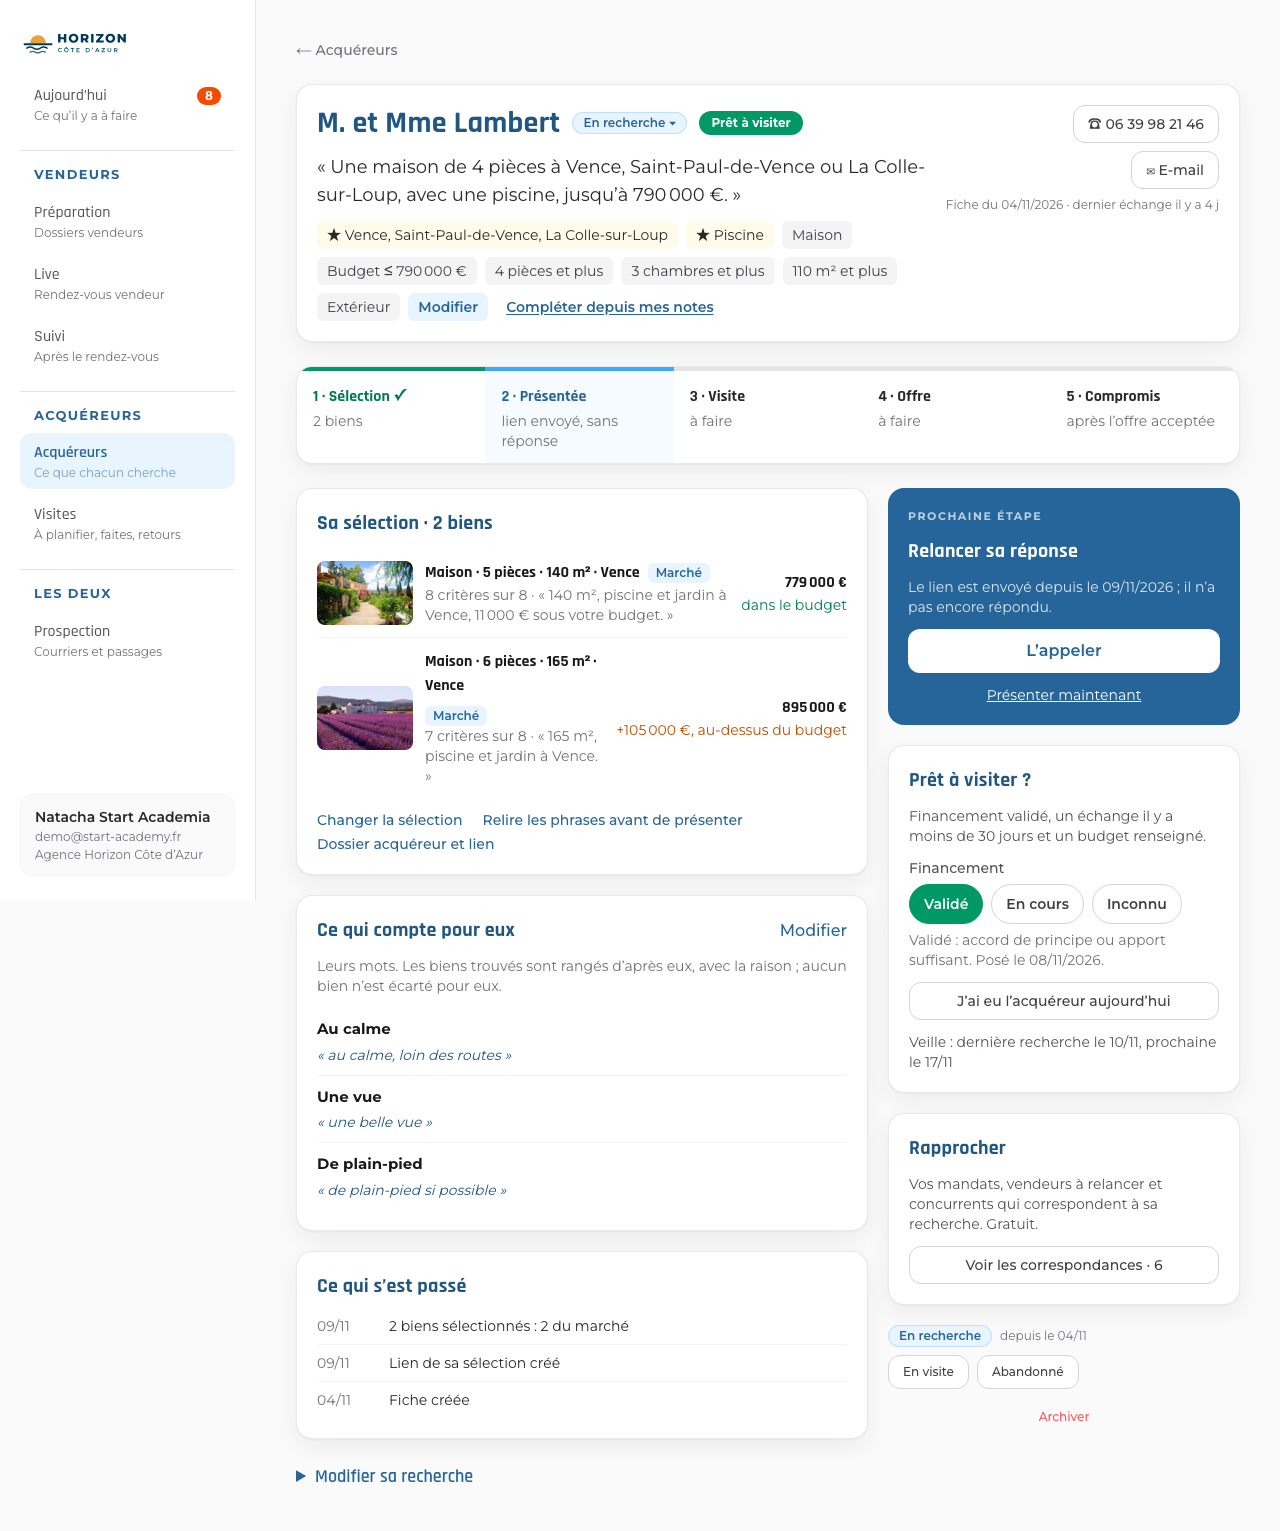 HORIZON
CÔTE D'AZUR
Aujourd'hui
8
Ce qu'il y a à faire
VENDEURS
Préparation
Dossiers vendeurs
Live
Rendez-vous vendeur
Suivi
Après le rendez-vous
ACQUÉREURS
Acquéreurs
Ce que chacun cherche
Visites
À planifier, faites, retours
LES DEUX
Prospection
Courriers et passages
Natacha Start Academia
demo@start-academy.fr
Agence Horizon Côte d'Azur
← Acquéreurs
M. et Mme Lambert
En recherche ▾
Prêt à visiter
☎ 06 39 98 21 46
✉ E-mail
Fiche du 04/11/2026 · dernier échange il y a 4 j
« Une maison de 4 pièces à Vence, Saint-Paul-de-Vence ou La Colle-
sur-Loup, avec une piscine, jusqu'à 790 000 €. »
★ Vence, Saint-Paul-de-Vence, La Colle-sur-Loup
★ Piscine
Maison
Budget ≤ 790 000 €
4 pièces et plus
3 chambres et plus
110 m² et plus
Extérieur
Modifier
Compléter depuis mes notes
1 · Sélection ✓
2 biens
2 · Présentée
lien envoyé, sans
réponse
3 · Visite
à faire
4 · Offre
à faire
5 · Compromis
après l'offre acceptée
Sa sélection · 2 biens
Maison · 5 pièces · 140 m² · Vence
Marché
8 critères sur 8 · « 140 m², piscine et jardin à
Vence, 11 000 € sous votre budget. »
779 000 €
dans le budget
Maison · 6 pièces · 165 m² ·
Vence
Marché
7 critères sur 8 · « 165 m²,
piscine et jardin à Vence.
»
895 000 €
+105 000 €, au-dessus du budget
Changer la sélection
Relire les phrases avant de présenter
Dossier acquéreur et lien
Ce qui compte pour eux
Modifier
Leurs mots. Les biens trouvés sont rangés d'après eux, avec la raison ; aucun
bien n'est écarté pour eux.
Au calme
« au calme, loin des routes »
Une vue
« une belle vue »
De plain-pied
« de plain-pied si possible »
Ce qui s'est passé
09/11
2 biens sélectionnés : 2 du marché
09/11
Lien de sa sélection créé
04/11
Fiche créée
▶ Modifier sa recherche
PROCHAINE ÉTAPE
Relancer sa réponse
Le lien est envoyé depuis le 09/11/2026 ; il n'a
pas encore répondu.
L'appeler
Présenter maintenant
Prêt à visiter ?
Financement validé, un échange il y a
moins de 30 jours et un budget renseigné.
Financement
Validé
En cours
Inconnu
Validé : accord de principe ou apport
suffisant. Posé le 08/11/2026.
J'ai eu l'acquéreur aujourd'hui
Veille : dernière recherche le 10/11, prochaine
le 17/11
Rapprocher
Vos mandats, vendeurs à relancer et
concurrents qui correspondent à sa
recherche. Gratuit.
Voir les correspondances · 6
En recherche
depuis le 04/11
En visite
Abandonné
Archiver